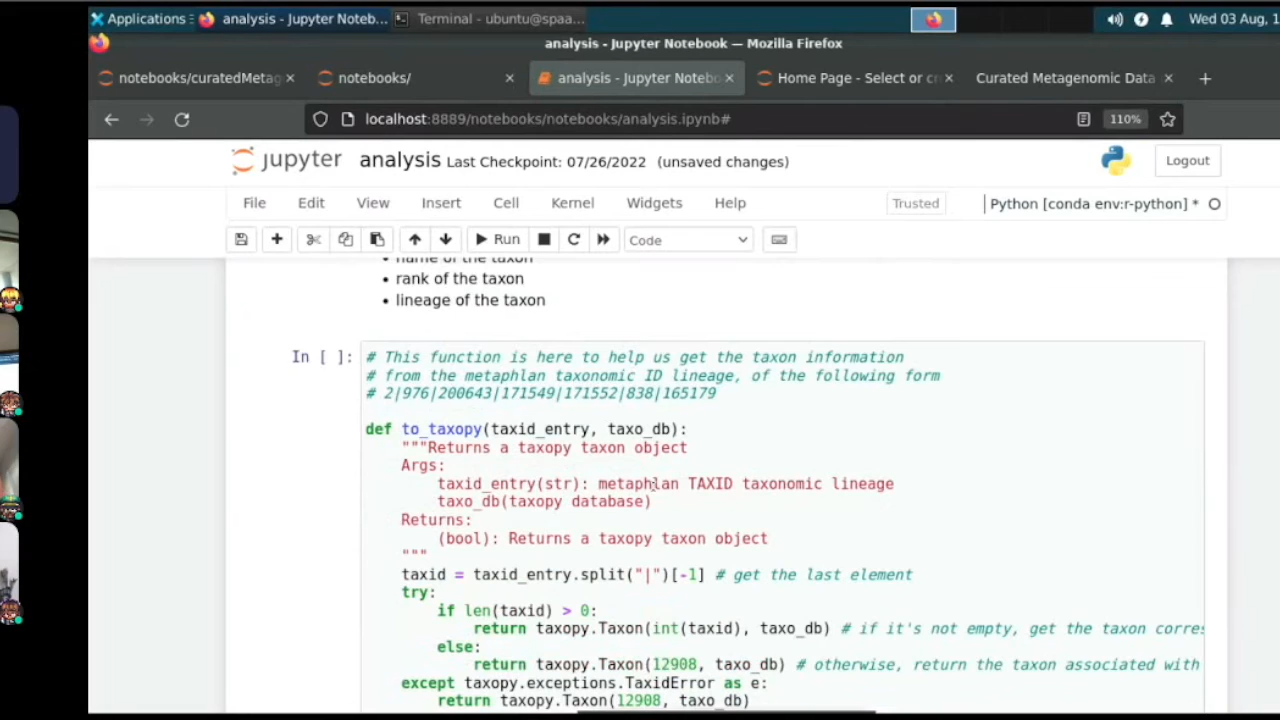 Applications
analysis - Jupyter Noteb...
Terminal - ubuntu@spaa...
Wed 03 Aug, 1
analysis - Jupyter Notebook — Mozilla Firefox
notebooks/curatedMetag
notebooks/
analysis - Jupyter Notebo
Home Page - Select or cr
Curated Metagenomic Data
localhost:8889/notebooks/notebooks/analysis.ipynb#
110%
jupyter analysis Last Checkpoint: 07/26/2022 (unsaved changes)
Logout
File Edit View Insert Cell Kernel Widgets Help
Trusted
Python [conda env:r-python] *
Run
Code
• name of the taxon
• rank of the taxon
• lineage of the taxon
In [ ]:
# This function is here to help us get the taxon information
# from the metaphlan taxonomic ID lineage, of the following form
# 2|976|200643|171549|171552|838|165179
def to_taxopy(taxid_entry, taxo_db):
"""Returns a taxopy taxon object
Args:
taxid_entry(str): metaphlan TAXID taxonomic lineage
taxo_db(taxopy database)
Returns:
(bool): Returns a taxopy taxon object
"""
taxid = taxid_entry.split("|")[-1] # get the last element
try:
if len(taxid) > 0:
return taxopy.Taxon(int(taxid), taxo_db) # if it's not empty, get the taxon corres
else:
return taxopy.Taxon(12908, taxo_db) # otherwise, return the taxon associated with
except taxopy.exceptions.TaxidError as e:
return taxopy.Taxon(12908, taxo_db)